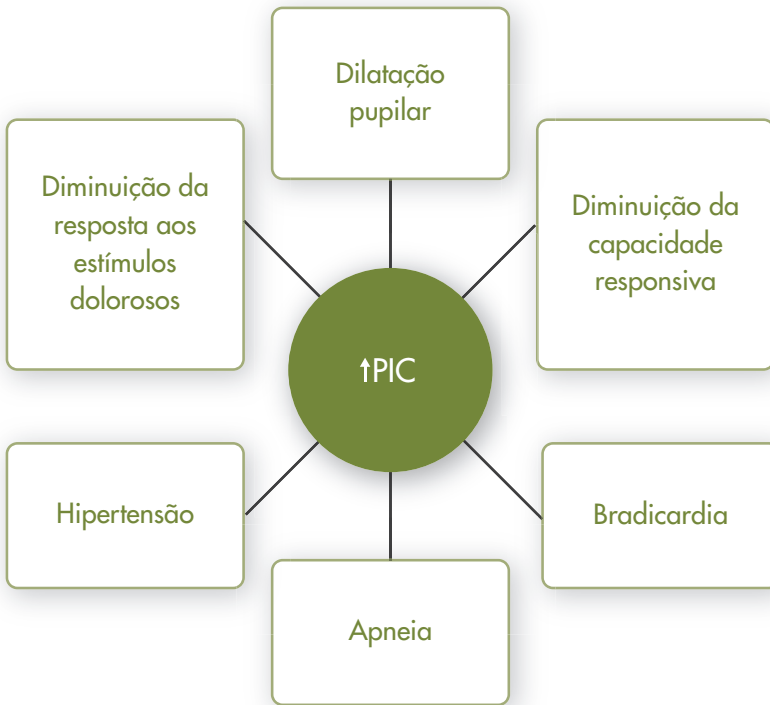 Dilatação
pupilar
Diminuição da
resposta aos
estímulos
dolorosos
Diminuição da
capacidade
responsiva
↑PIC
Hipertensão
Bradicardia
Apneia